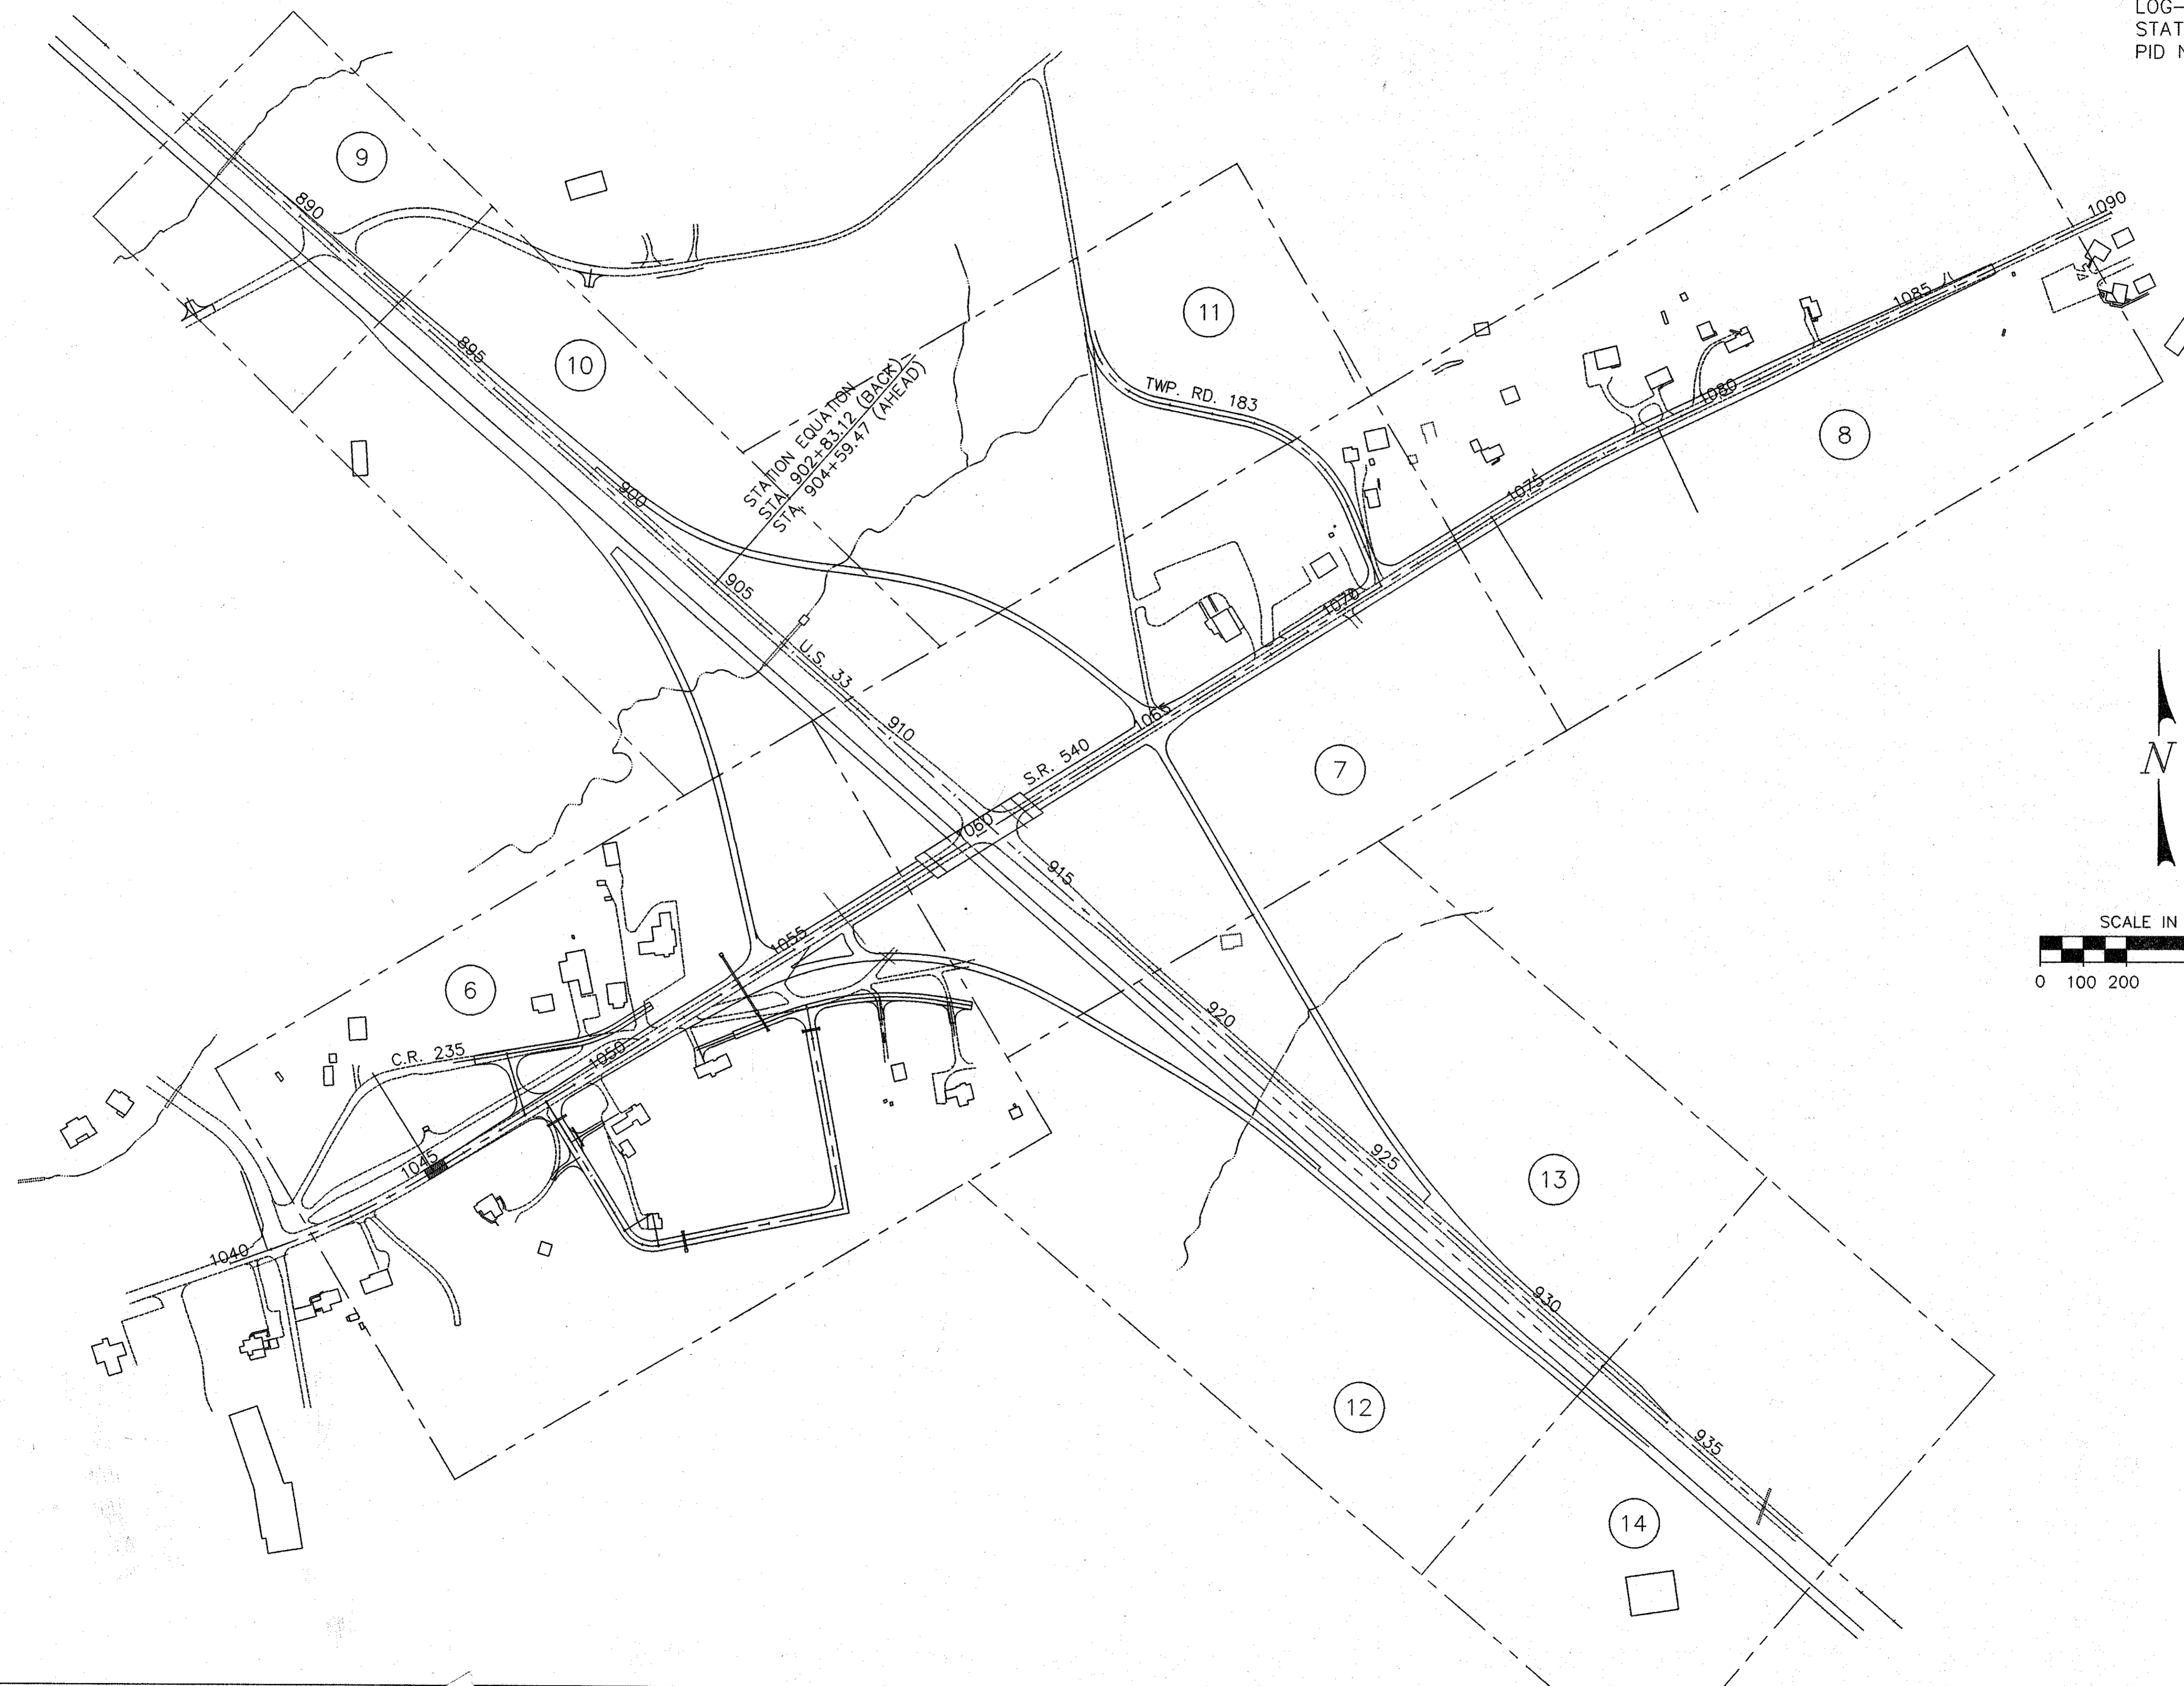 LOG-
STAT
PID N
9
890
1090
11
1085
895
10
TWP. RD. 183
1080
8
STATION EQUATION
STA. 902+83.12 (BACK)
STA. 904+59.47 (AHEAD)
900
1075
905
1070
U.S. 33
910
1065
S.R. 540
7
N
1060
915
SCALE IN
0 100 200
1055
6
920
C.R. 235
1050
925
1045
13
1040
930
12
935
14